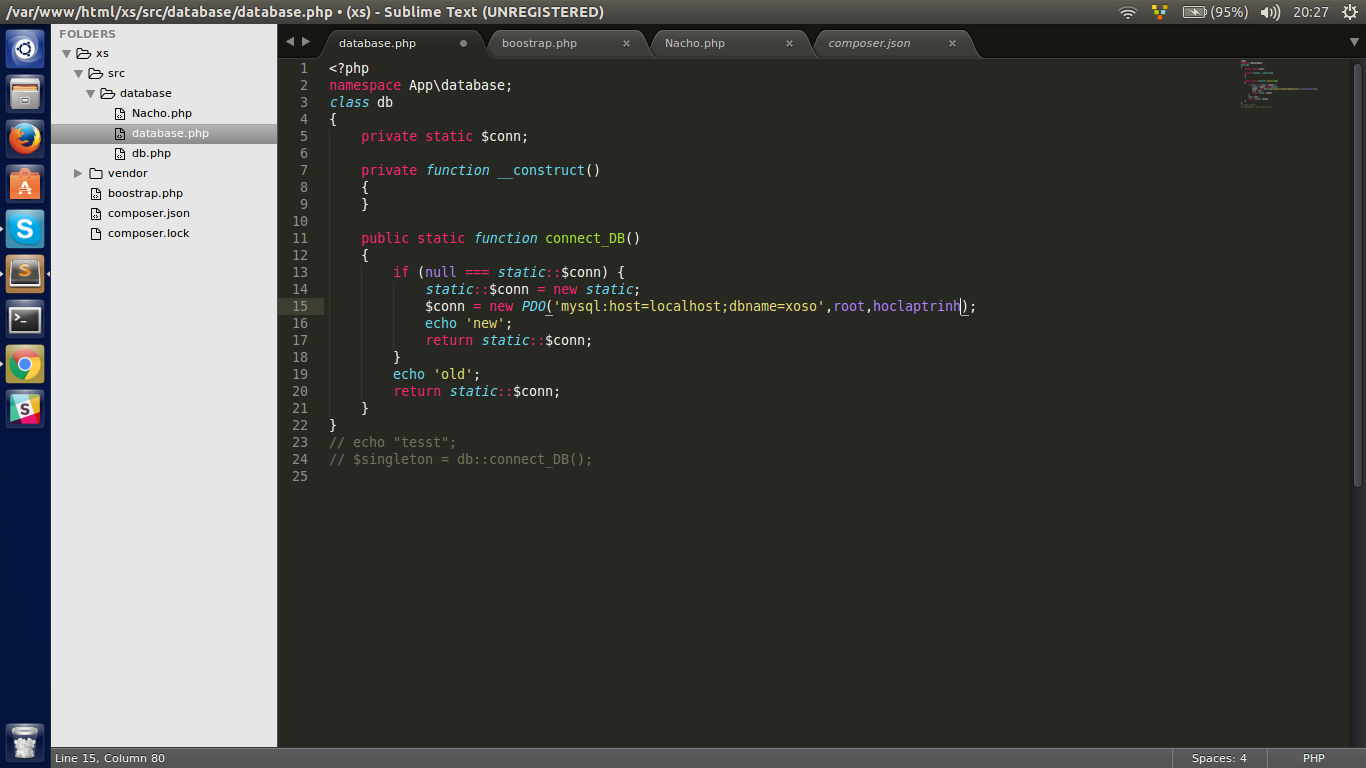 /var/www/html/xs/src/database/database.php • (xs) - Sublime Text (UNREGISTERED)
(95%)
20:27
FOLDERS
xs
src
database
Nacho.php
database.php
db.php
vendor
boostrap.php
composer.json
composer.lock
database.php
boostrap.php
Nacho.php
composer.json
1 <?php
2 namespace App\database;
3 class db
4 {
5     private static $conn;
6
7     private function __construct()
8     {
9     }
10
11     public static function connect_DB()
12     {
13         if (null === static::$conn) {
14             static::$conn = new static;
15             $conn = new PDO('mysql:host=localhost;dbname=xoso',root,hoclaptrinh);
16             echo 'new';
17             return static::$conn;
18         }
19         echo 'old';
20         return static::$conn;
21     }
22 }
23 // echo "tesst";
24 // $singleton = db::connect_DB();
25
Line 15, Column 80
Spaces: 4
PHP